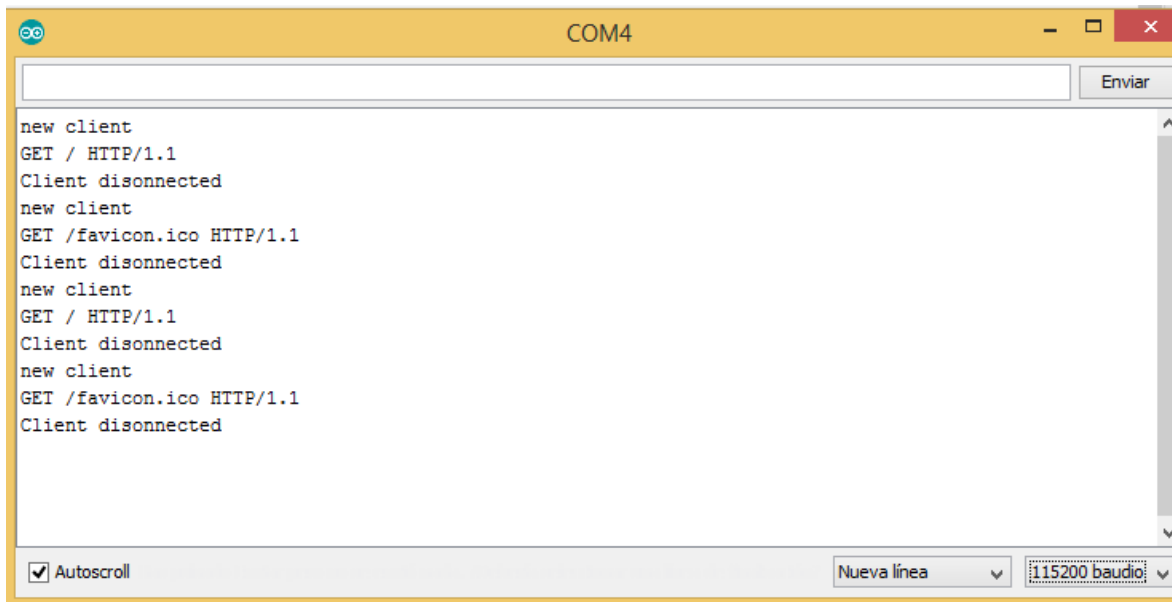 COM4
Enviar
new client
GET / HTTP/1.1
Client disonnected
new client
GET /favicon.ico HTTP/1.1
Client disonnected
new client
GET / HTTP/1.1
Client disonnected
new client
GET /favicon.ico HTTP/1.1
Client disonnected
Autoscroll
Nueva línea
115200 baudio